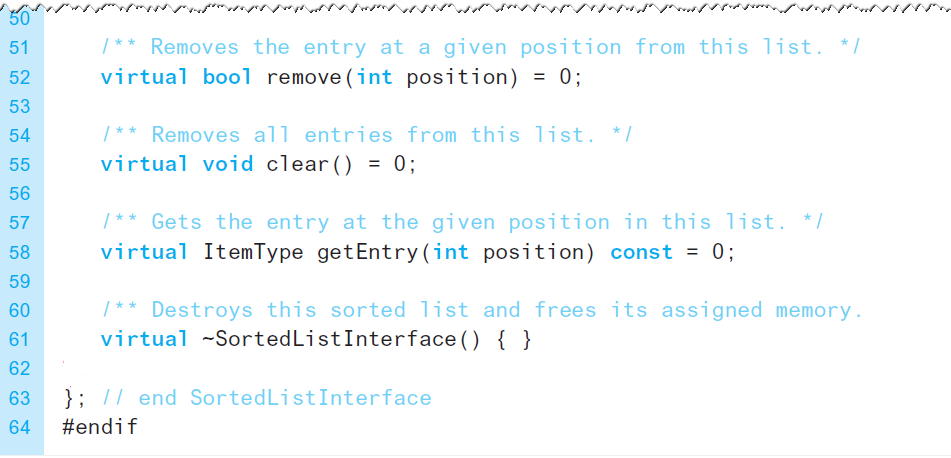 50
51 /** Removes the entry at a given position from this list. */
52 virtual bool remove(int position) = 0;
53
54 /** Removes all entries from this list. */
55 virtual void clear() = 0;
56
57 /** Gets the entry at the given position in this list. */
58 virtual ItemType getEntry(int position) const = 0;
59
60 /** Destroys this sorted list and frees its assigned memory.
61 virtual ~SortedListInterface() { }
62
63 }; // end SortedListInterface
64 #endif